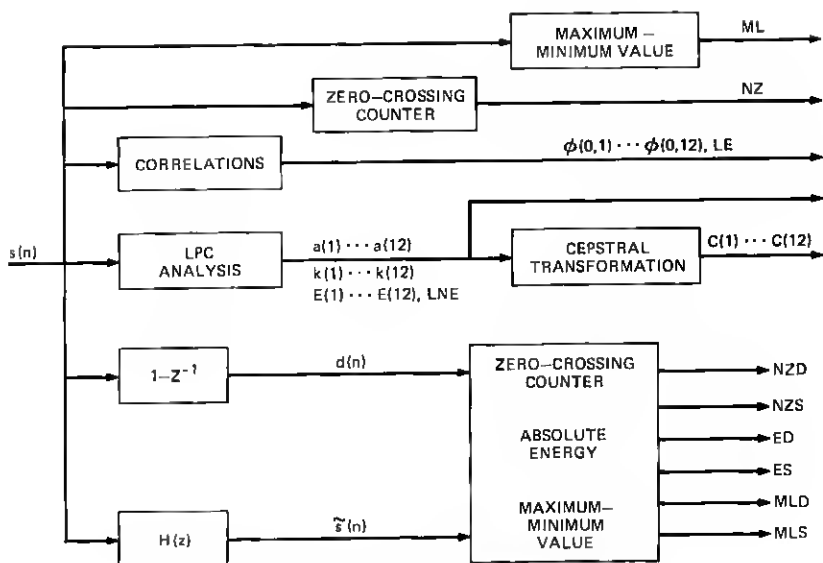 MAXIMUM—
MINIMUM VALUE
ML
ZERO—CROSSING
COUNTER
NZ
CORRELATIONS
ϕ(0,1) ··· ϕ(0,12), LE
s(n)
LPC
ANALYSIS
a(1) ··· a(12)
k(1) ··· k(12)
E(1) ··· E(12), LNE
CEPSTRAL
TRANSFORMATION
C(1) ··· C(12)
1—Z⁻¹
d(n)
ZERO—CROSSING
COUNTER
ABSOLUTE
ENERGY
MAXIMUM—
MINIMUM
VALUE
NZD
NZS
ED
ES
MLD
MLS
H(z)
s̃(n)